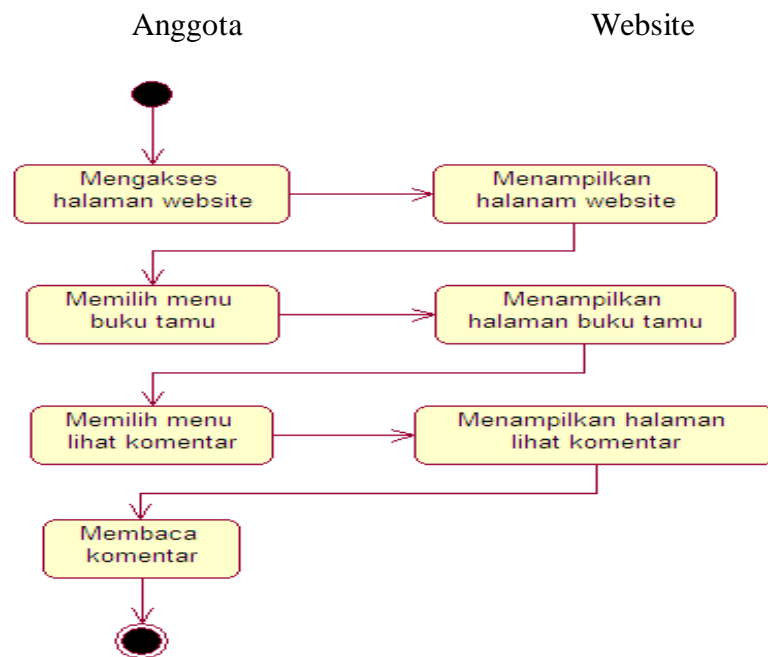 Anggota
Website
Mengakses
halaman website
Menampilkan
halanam website
Memilih menu
buku tamu
Menampilkan
halaman buku tamu
Memilih menu
lihat komentar
Menampilkan halaman
lihat komentar
Membaca
komentar